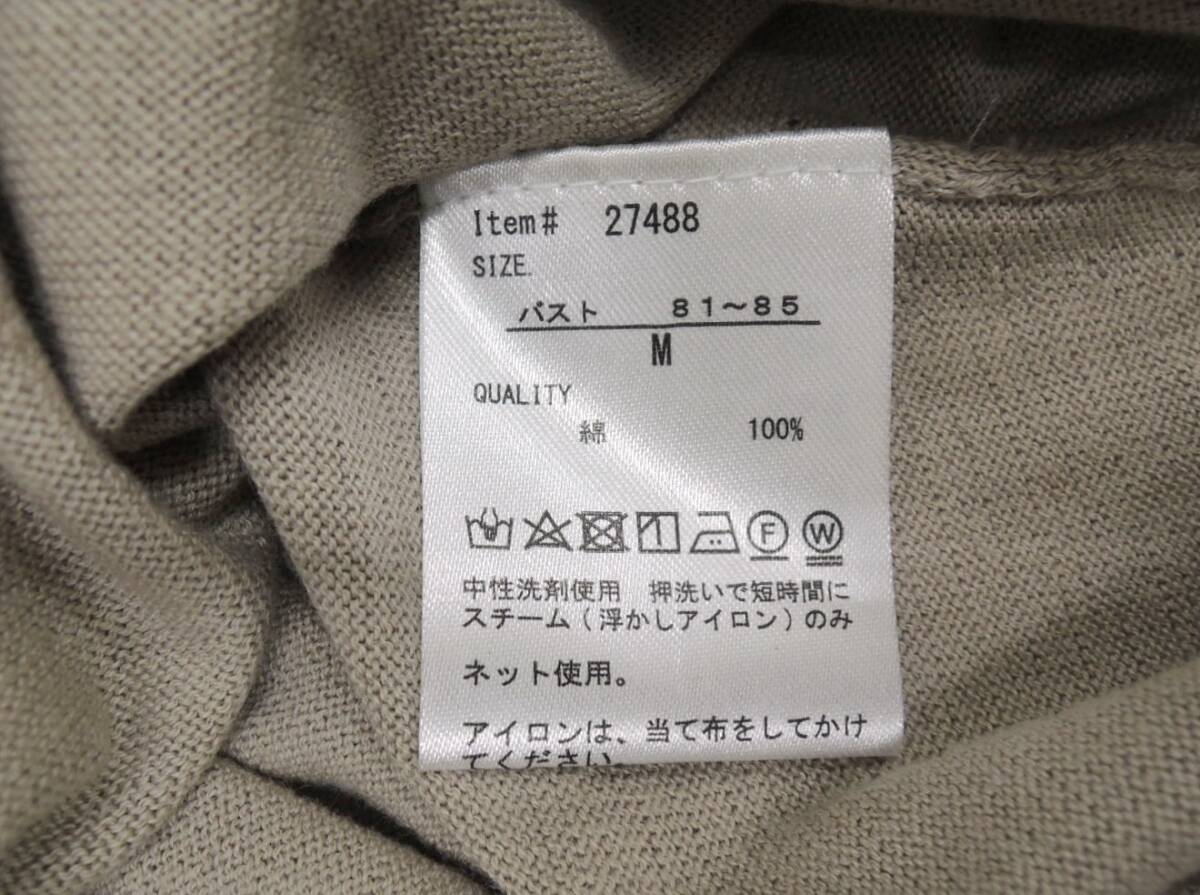 Item# 27488
SIZE.
バスト 81〜85
M
QUALITY
綿 100%
F W
中性洗剤使用 押洗いで短時間に
スチーム(浮かしアイロン)のみ
ネット使用。
アイロンは、当て布をしてかけ
てください。